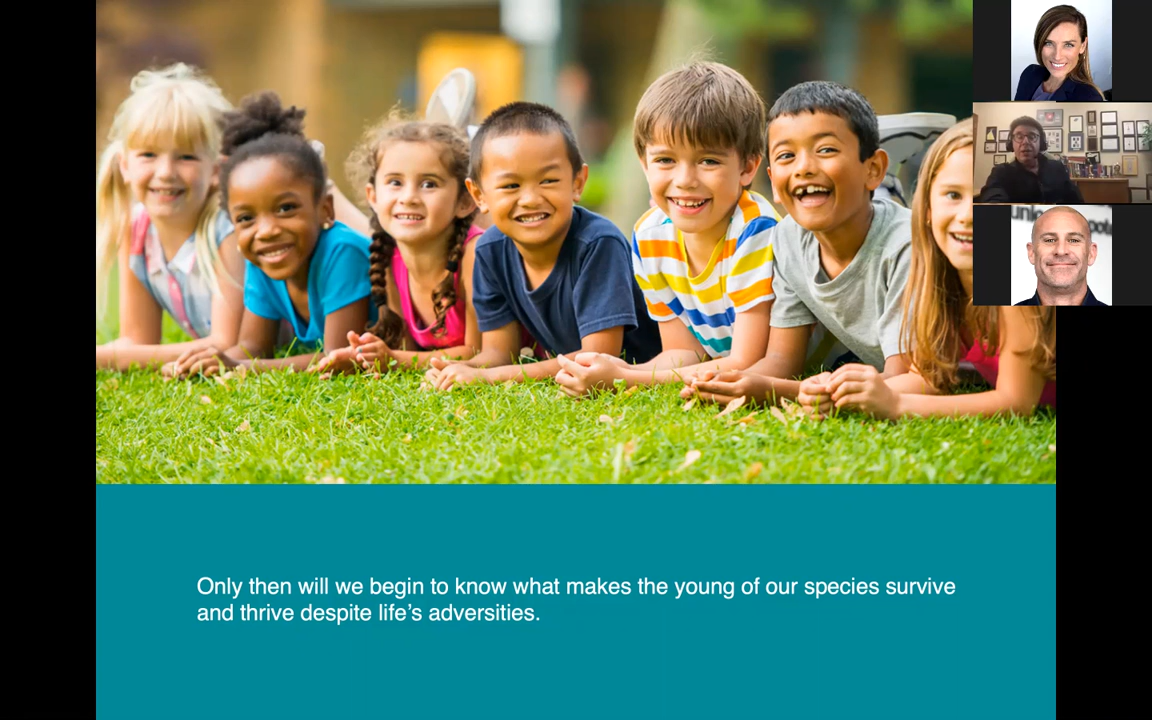 Only then will we begin to know what makes the young of our species survive
and thrive despite life’s adversities.